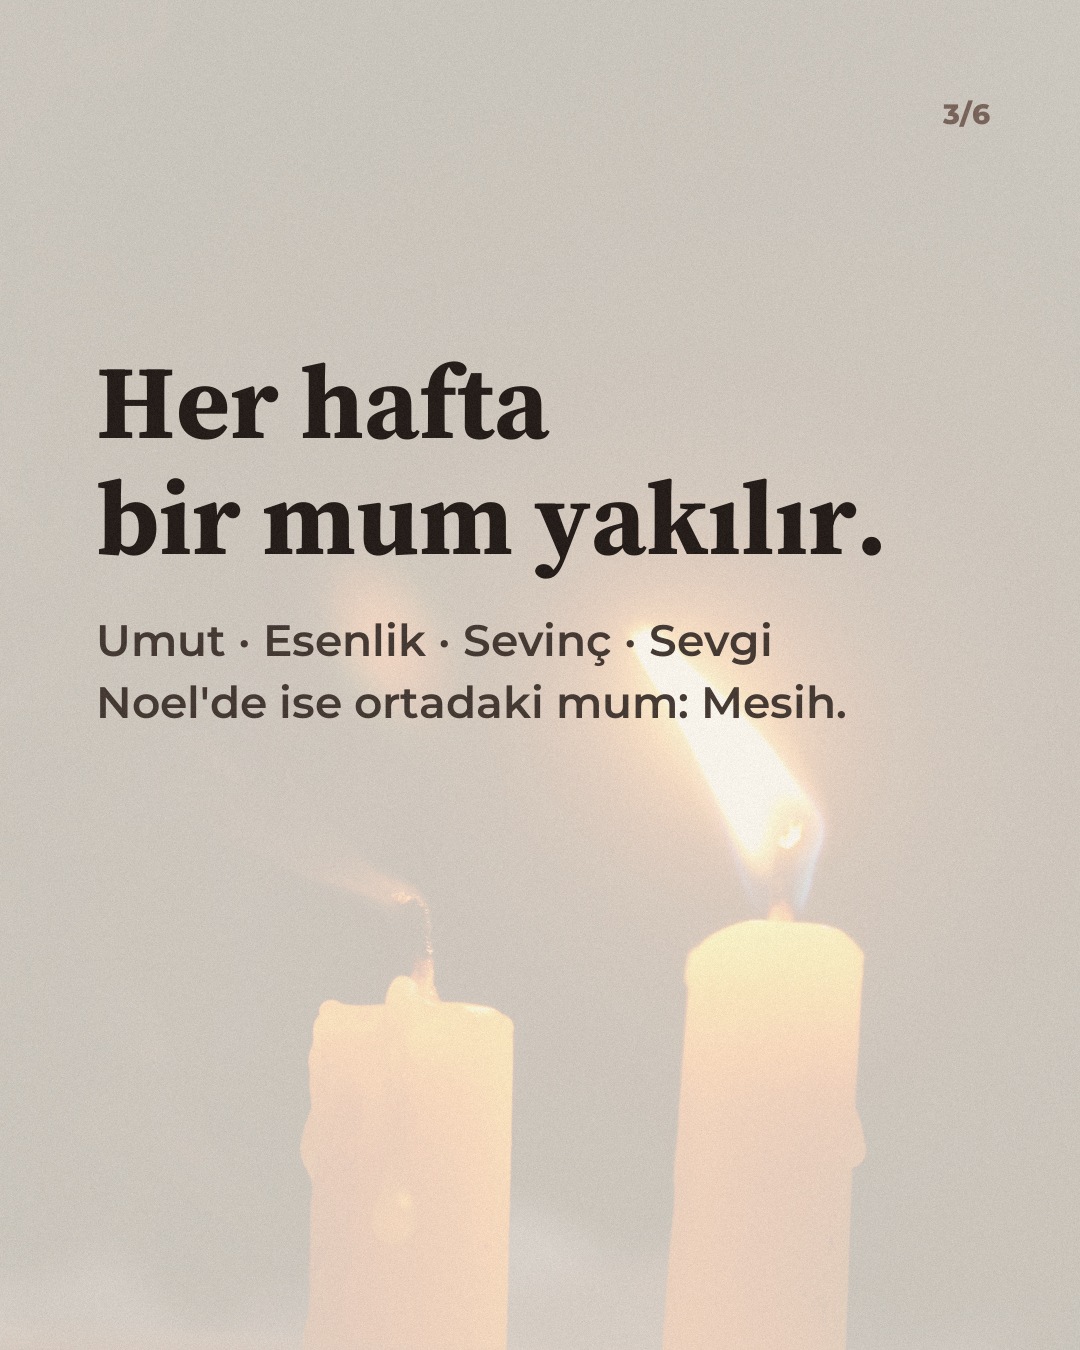 3/6
Her hafta
bir mum yakılır.
Umut · Esenlik · Sevinç · Sevgi
Noel'de ise ortadaki mum: Mesih.